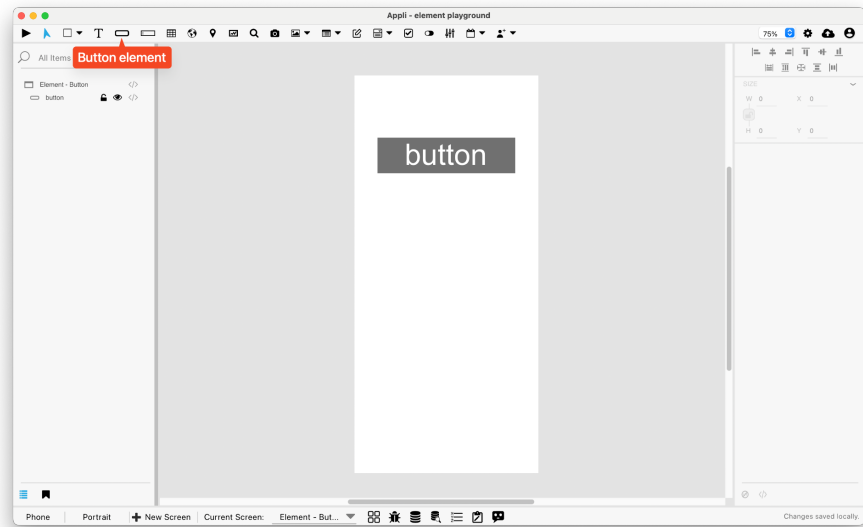 Appli - element playground
T
75%
All Items
Button element
Element - Button
button
button
SIZE
W 0 X 0
H 0 Y 0
Phone Portrait New Screen Current Screen: Element - But... Changes saved locally.